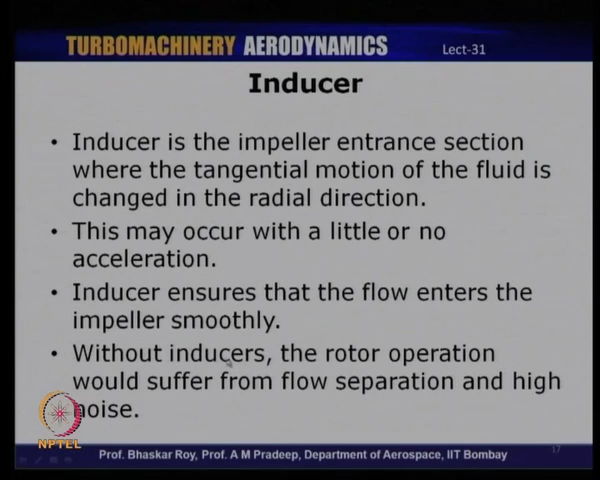 TURBOMACHINERY AERODYNAMICS Lect-31
Inducer
• Inducer is the impeller entrance section
where the tangential motion of the fluid is
changed in the radial direction.
• This may occur with a little or no
acceleration.
• Inducer ensures that the flow enters the
impeller smoothly.
• Without inducers, the rotor operation
would suffer from flow separation and high
noise.
NPTEL
Prof. Bhaskar Roy, Prof. A M Pradeep, Department of Aerospace, IIT Bombay
17